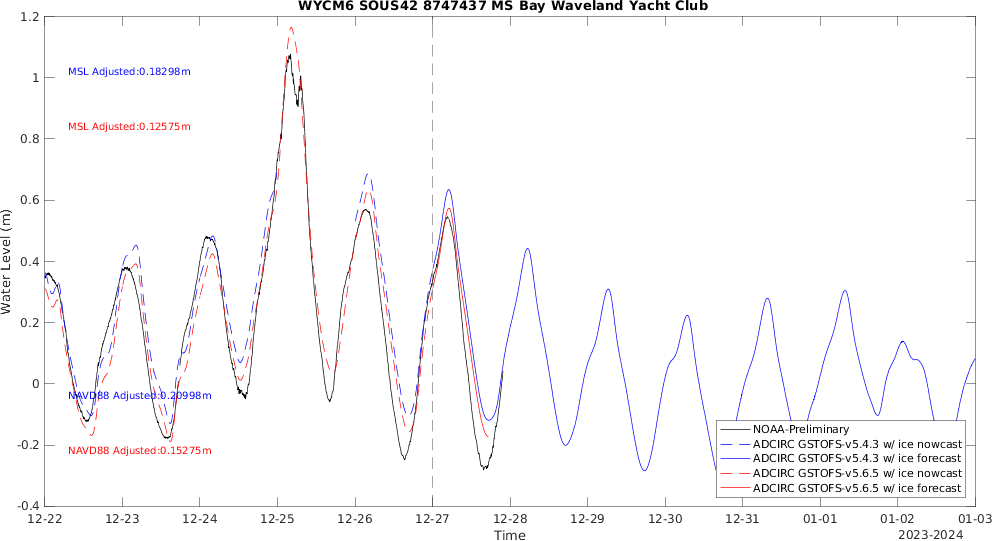 WYCM6 SOUS42 8747437 MS Bay Waveland Yacht Club
1.2
1
0.8
0.6
0.4
0.2
0
-0.2
-0.4
Water Level (m)
MSL Adjusted:0.18298m
MSL Adjusted:0.12575m
NAVD88 Adjusted:0.20998m
NAVD88 Adjusted:0.15275m
NOAA-Preliminary
ADCIRC GSTOFS-v5.4.3 w/ ice nowcast
ADCIRC GSTOFS-v5.4.3 w/ ice forecast
ADCIRC GSTOFS-v5.6.5 w/ ice nowcast
ADCIRC GSTOFS-v5.6.5 w/ ice forecast
12-22 12-23 12-24 12-25 12-26 12-27 12-28 12-29 12-30 12-31 01-01 01-02 01-03
Time
2023-2024